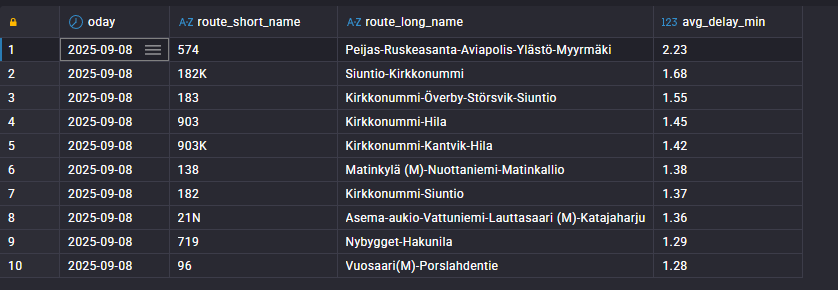 oday A-Z route_short_name A-Z route_long_name 123 avg_delay_min
1 2025-09-08 574 Peijas-Ruskeasanta-Aviapolis-Ylästö-Myyrmäki 2.23
2 2025-09-08 182K Siuntio-Kirkkonummi 1.68
3 2025-09-08 183 Kirkkonummi-Överby-Störsvik-Siuntio 1.55
4 2025-09-08 903 Kirkkonummi-Hila 1.45
5 2025-09-08 903K Kirkkonummi-Kantvik-Hila 1.42
6 2025-09-08 138 Matinkylä (M)-Nuottaniemi-Matinkallio 1.38
7 2025-09-08 182 Kirkkonummi-Siuntio 1.37
8 2025-09-08 21N Asema-aukio-Vattuniemi-Lauttasaari (M)-Katajaharju 1.36
9 2025-09-08 719 Nybygget-Hakunila 1.29
10 2025-09-08 96 Vuosaari(M)-Porslahdentie 1.28